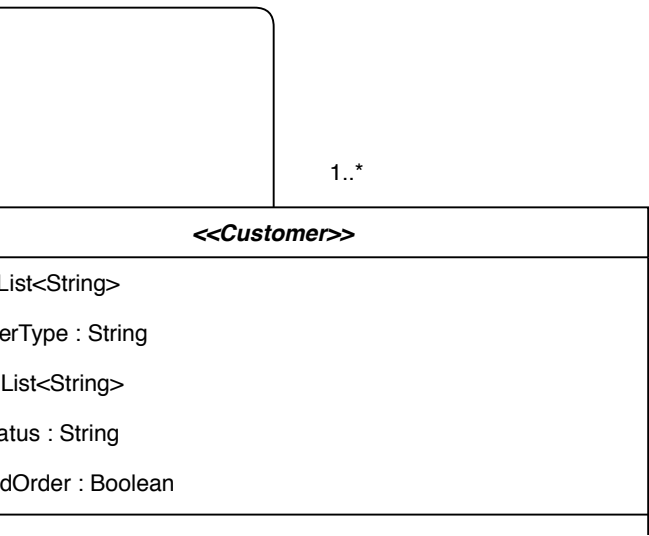 1..*
<<Customer>>
List<String>
erType : String
List<String>
atus : String
dOrder : Boolean